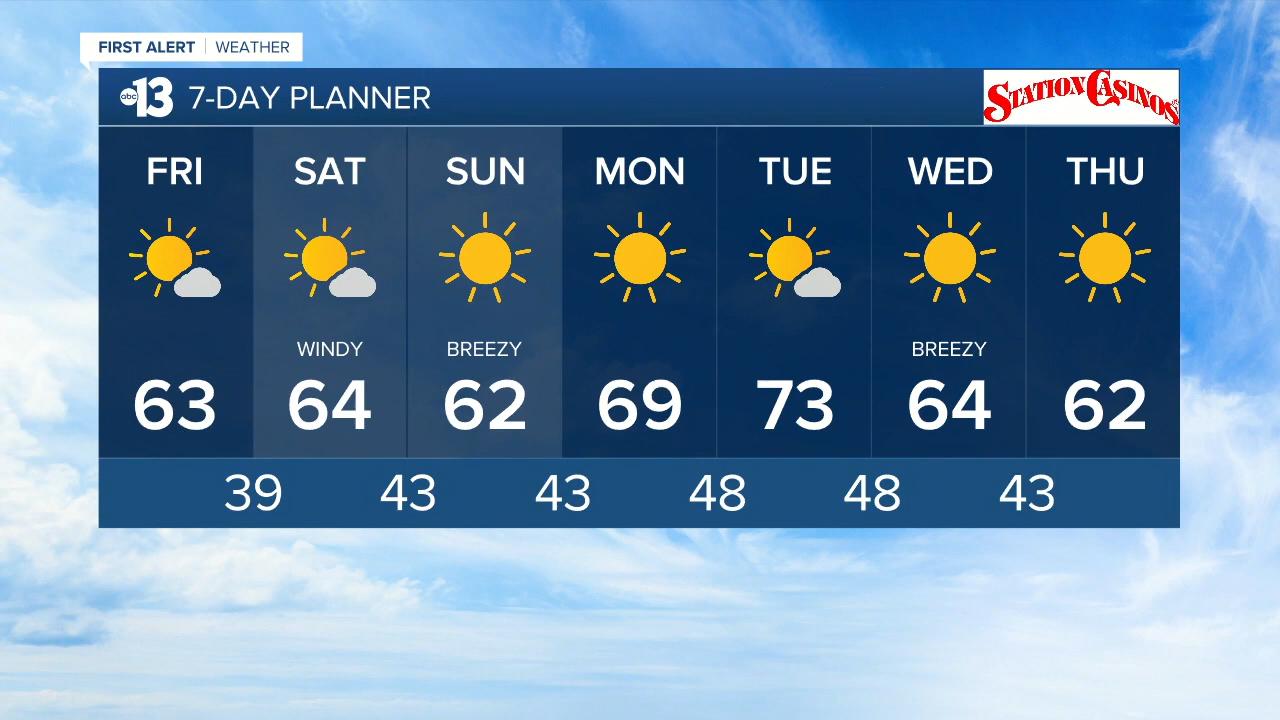 FIRST ALERT | WEATHER
abc 13 7-DAY PLANNER
STATION CASINOS
FRI SAT SUN MON TUE WED THU
WINDY BREEZY BREEZY
63 64 62 69 73 64 62
39 43 43 48 48 43